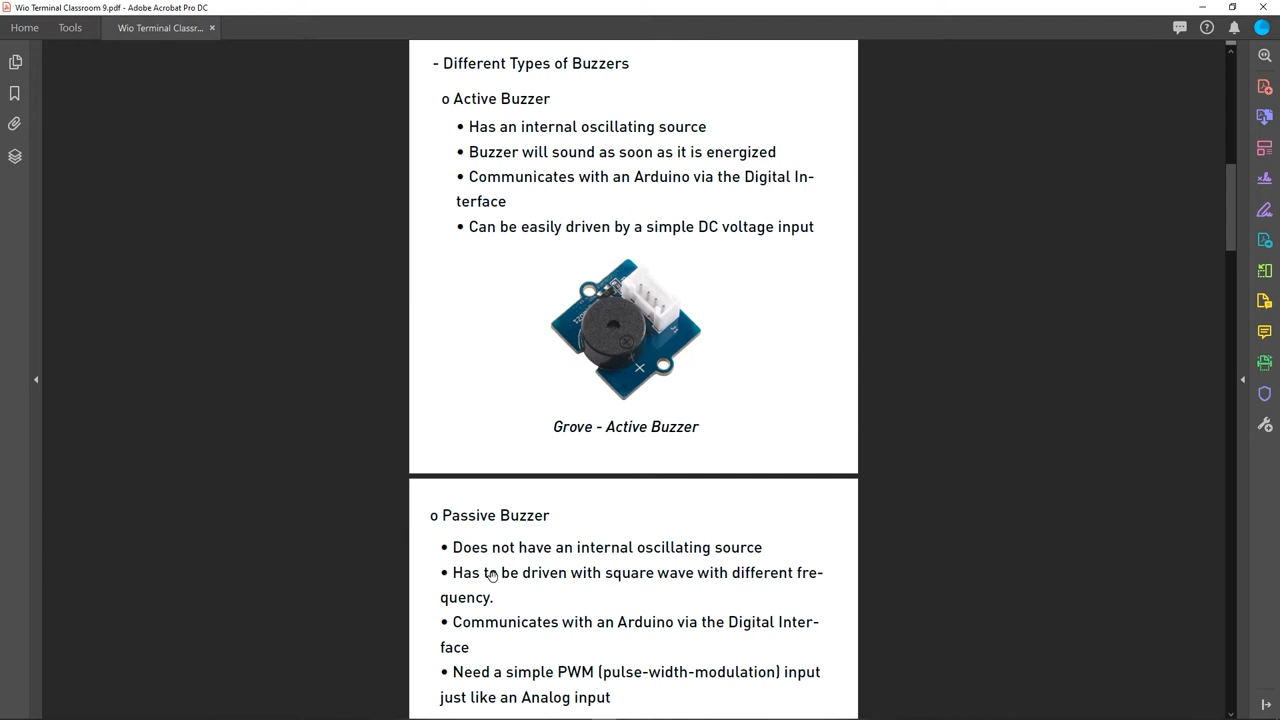 Wio Terminal Classroom 9.pdf - Adobe Acrobat Pro DC
Home Tools Wio Terminal Classr... ×
- Different Types of Buzzers
o Active Buzzer
• Has an internal oscillating source
• Buzzer will sound as soon as it is energized
• Communicates with an Arduino via the Digital In-
terface
• Can be easily driven by a simple DC voltage input
Grove - Active Buzzer
o Passive Buzzer
• Does not have an internal oscillating source
• Has to be driven with square wave with different fre-
quency.
• Communicates with an Arduino via the Digital Inter-
face
• Need a simple PWM (pulse-width-modulation) input
just like an Analog input